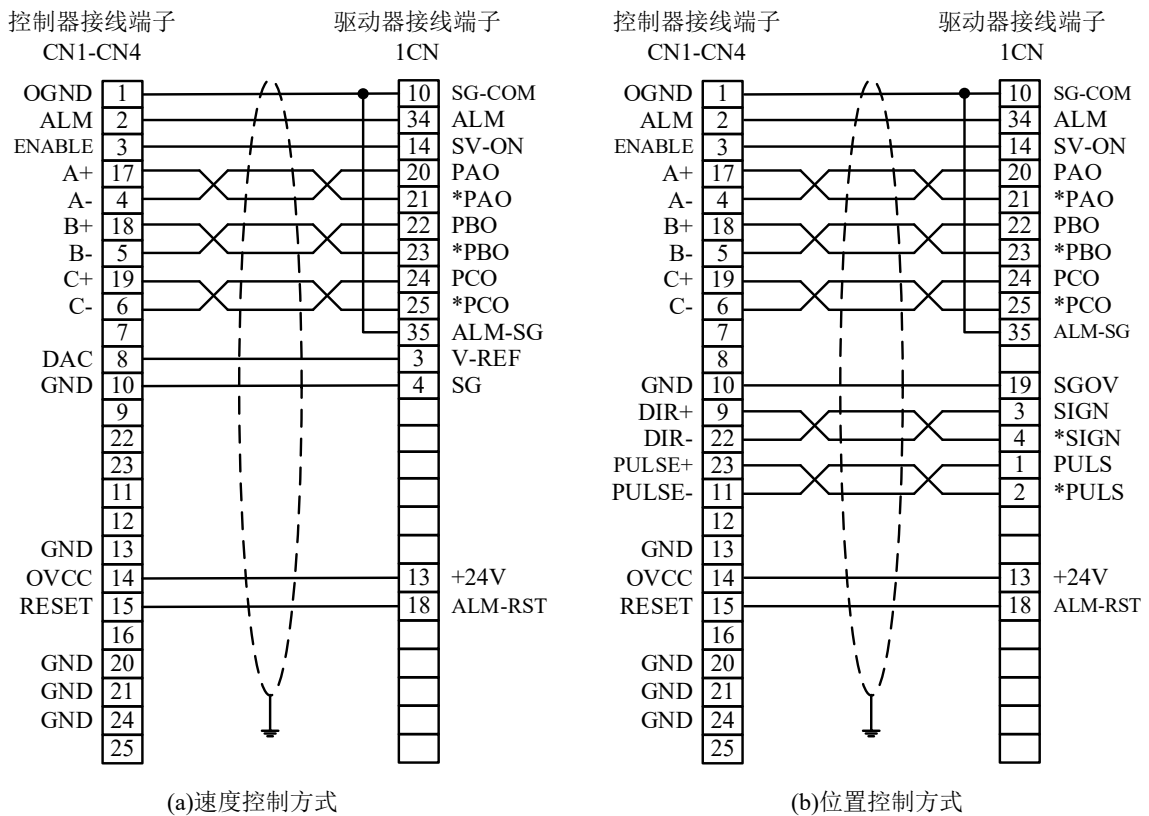 控制器接线端子 驱动器接线端子
CN1-CN4 1CN
OGND 1 10 SG-COM
ALM 2 34 ALM
ENABLE 3 14 SV-ON
A+ 17 20 PAO
A- 4 21 *PAO
B+ 18 22 PBO
B- 5 23 *PBO
C+ 19 24 PCO
C- 6 25 *PCO
7 35 ALM-SG
DAC 8 3 V-REF
GND 10 4 SG
9
22
23
11
12
GND 13
OVCC 14 13 +24V
RESET 15 18 ALM-RST
16
GND 20
GND 21
GND 24
25
(a)速度控制方式
控制器接线端子 驱动器接线端子
CN1-CN4 1CN
OGND 1 10 SG-COM
ALM 2 34 ALM
ENABLE 3 14 SV-ON
A+ 17 20 PAO
A- 4 21 *PAO
B+ 18 22 PBO
B- 5 23 *PBO
C+ 19 24 PCO
C- 6 25 *PCO
7 35 ALM-SG
8
GND 10 19 SGOV
DIR+ 9 3 SIGN
DIR- 22 4 *SIGN
PULSE+ 23 1 PULS
PULSE- 11 2 *PULS
12
GND 13
OVCC 14 13 +24V
RESET 15 18 ALM-RST
16
GND 20
GND 21
GND 24
25
(b)位置控制方式